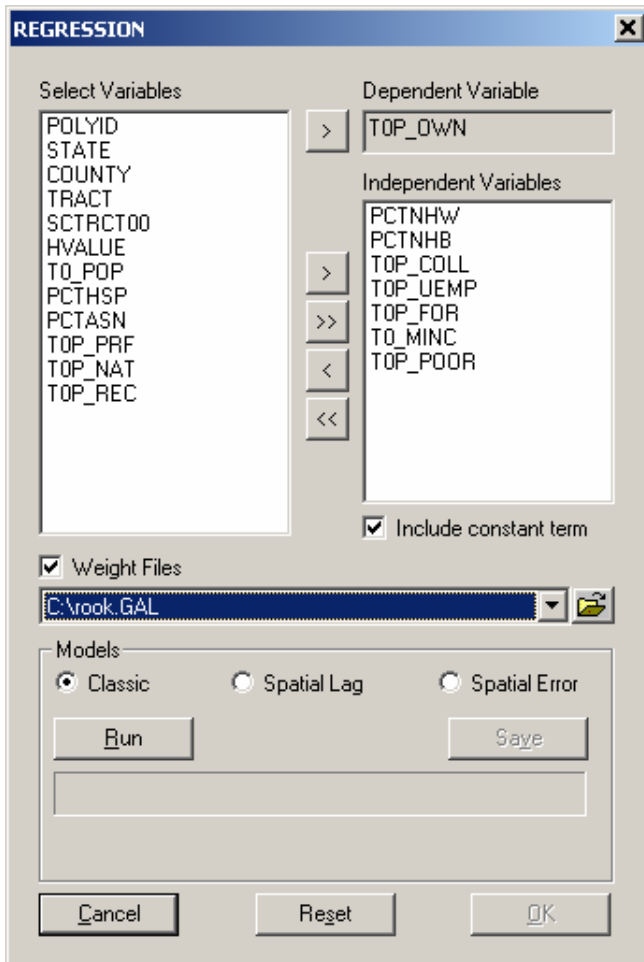 REGRESSION
Select Variables
POLYID
STATE
COUNTY
TRACT
SCTRCT00
HVALUE
T0_POP
PCTHSP
PCTASN
T0P_PRF
T0P_NAT
T0P_REC
>
>
>>
<
<<
Dependent Variable
T0P_OWN
Independent Variables
PCTNHW
PCTNHB
T0P_COLL
T0P_UEMP
T0P_FOR
T0_MINC
T0P_POOR
Include constant term
Weight Files
C:\rook.GAL
Models
Classic
Spatial Lag
Spatial Error
Run
Save
Cancel
Reset
OK